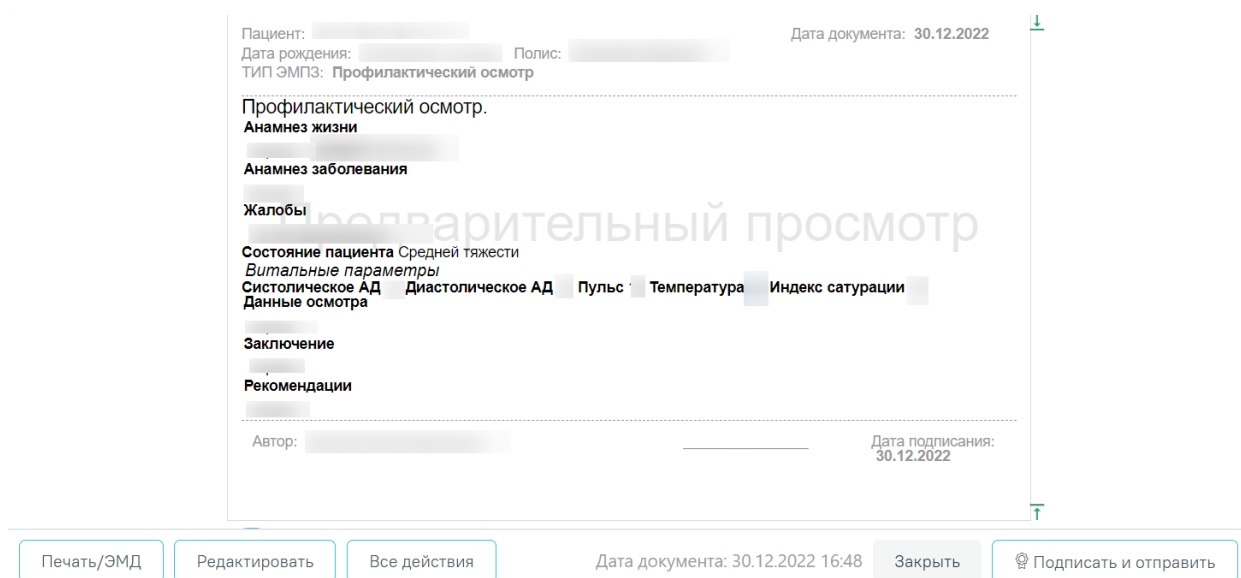 Пациент: Дата документа: 30.12.2022
Дата рождения: Полис:
ТИП ЭМПЗ: Профилактический осмотр
Профилактический осмотр.
Анамнез жизни
Анамнез заболевания
Жалобы
Предварительный просмотр
Состояние пациента Средней тяжести
Витальные параметры
Систолическое АД Диастолическое АД Пульс Температура Индекс сатурации
Данные осмотра
Заключение
Рекомендации
Автор: Дата подписания:
30.12.2022
Печать/ЭМД Редактировать Все действия Дата документа: 30.12.2022 16:48 Закрыть Подписать и отправить